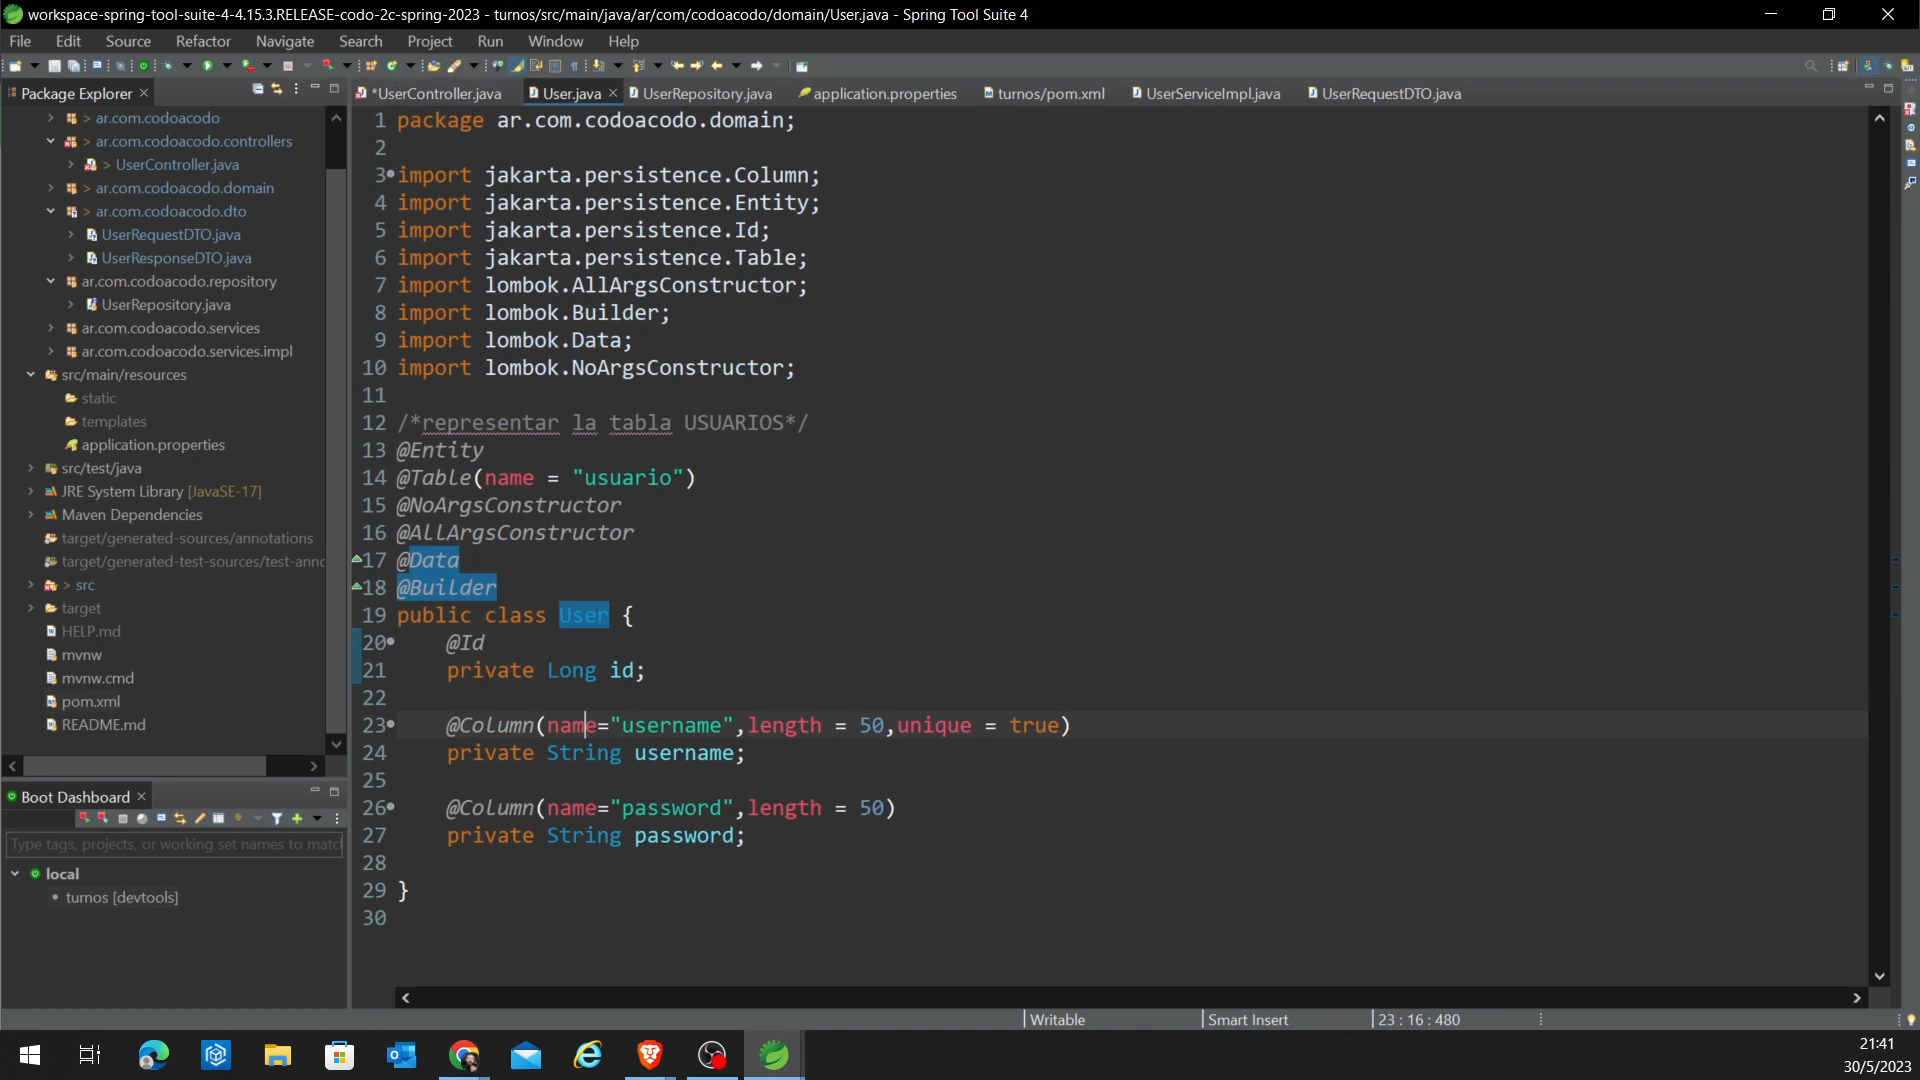 workspace-spring-tool-suite-4-4.15.3.RELEASE-codo-2c-spring-2023 - turnos/src/main/java/ar/com/codoacodo/domain/User.java - Spring Tool Suite 4
File Edit Source Refactor Navigate Search Project Run Window Help
Package Explorer
> ar.com.codoacodo
> ar.com.codoacodo.controllers
> UserController.java
> ar.com.codoacodo.domain
> ar.com.codoacodo.dto
UserRequestDTO.java
UserResponseDTO.java
ar.com.codoacodo.repository
UserRepository.java
ar.com.codoacodo.services
ar.com.codoacodo.services.impl
src/main/resources
static
templates
application.properties
src/test/java
JRE System Library [JavaSE-17]
Maven Dependencies
target/generated-sources/annotations
target/generated-test-sources/test-anno
> src
target
HELP.md
mvnw
mvnw.cmd
pom.xml
README.md
Boot Dashboard
Type tags, projects, or working set names to match
local
turnos [devtools]
*UserController.java User.java UserRepository.java application.properties turnos/pom.xml UserServiceImpl.java UserRequestDTO.java
1 package ar.com.codoacodo.domain;
2
3 import jakarta.persistence.Column;
4 import jakarta.persistence.Entity;
5 import jakarta.persistence.Id;
6 import jakarta.persistence.Table;
7 import lombok.AllArgsConstructor;
8 import lombok.Builder;
9 import lombok.Data;
10 import lombok.NoArgsConstructor;
11
12 /*representar la tabla USUARIOS*/
13 @Entity
14 @Table(name = "usuario")
15 @NoArgsConstructor
16 @AllArgsConstructor
17 @Data
18 @Builder
19 public class User {
20 @Id
21 private Long id;
22
23 @Column(name="username",length = 50,unique = true)
24 private String username;
25
26 @Column(name="password",length = 50)
27 private String password;
28
29 }
30
Writable Smart Insert 23 : 16 : 480
21:41
30/5/2023